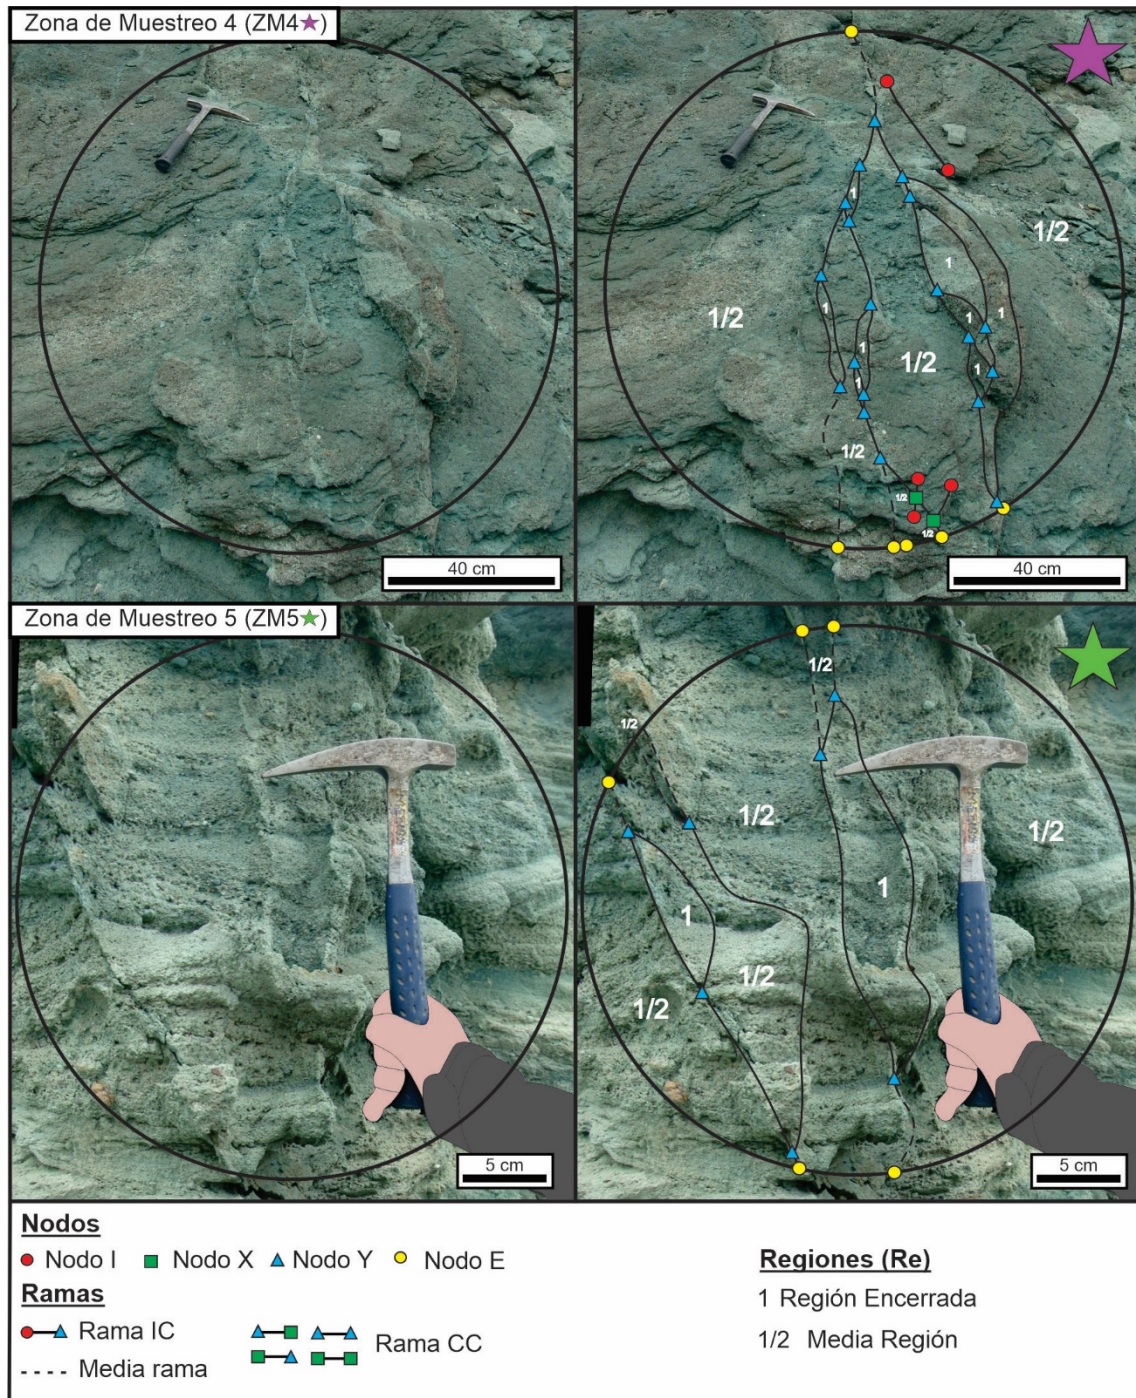 Zona de Muestreo 4 (ZM4★)
1/2
1/2
1/2
1
1
1
1
1
1
1
1
1/2
1/2
1/2
40 cm
40 cm
Zona de Muestreo 5 (ZM5★)
1/2
1/2
1/2
1/2
1
1
1/2
1/2
5 cm
5 cm
Nodos
Nodo I
Nodo X
Nodo Y
Nodo E
Ramas
Rama IC
Rama CC
Media rama
Regiones (Re)
1 Región Encerrada
1/2 Media Región